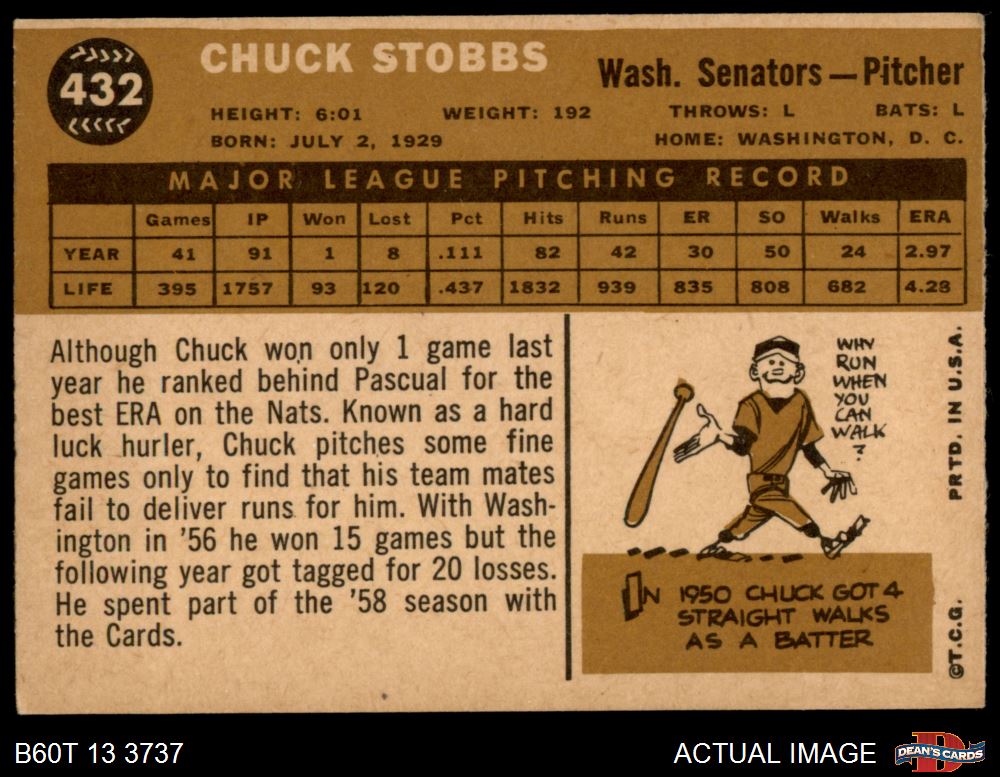 432
CHUCK STOBBS
Wash. Senators—Pitcher
HEIGHT: 6:01 WEIGHT: 192 THROWS: L BATS: L
BORN: JULY 2, 1929 HOME: WASHINGTON, D. C.
MAJOR LEAGUE PITCHING RECORD
Games IP Won Lost Pct Hits Runs ER SO Walks ERA
YEAR 41 91 1 8 .111 82 42 30 50 24 2.97
LIFE 395 1757 93 120 .437 1832 939 835 808 682 4.28
Although Chuck won only 1 game last
year he ranked behind Pascual for the
best ERA on the Nats. Known as a hard
luck hurler, Chuck pitches some fine
games only to find that his team mates
fail to deliver runs for him. With Wash-
ington in '56 he won 15 games but the
following year got tagged for 20 losses.
He spent part of the '58 season with
the Cards.
WHY
RUN
WHEN
YOU
CAN
WALK
?
IN 1950 CHUCK GOT 4
STRAIGHT WALKS
AS A BATTER
PRTD. IN U.S.A.
©T.C.G.
B60T 13 3737
ACTUAL IMAGE
D
DEAN'S CARDS